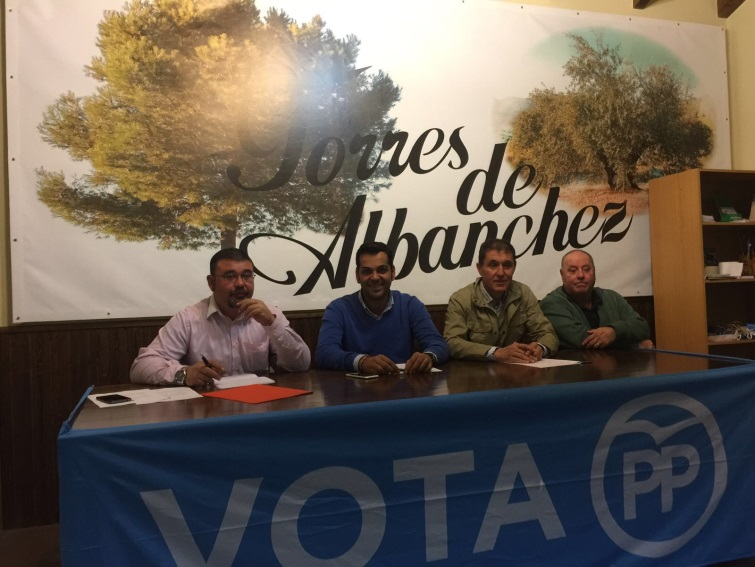 Torres
de
Albanchez
VOTA PP